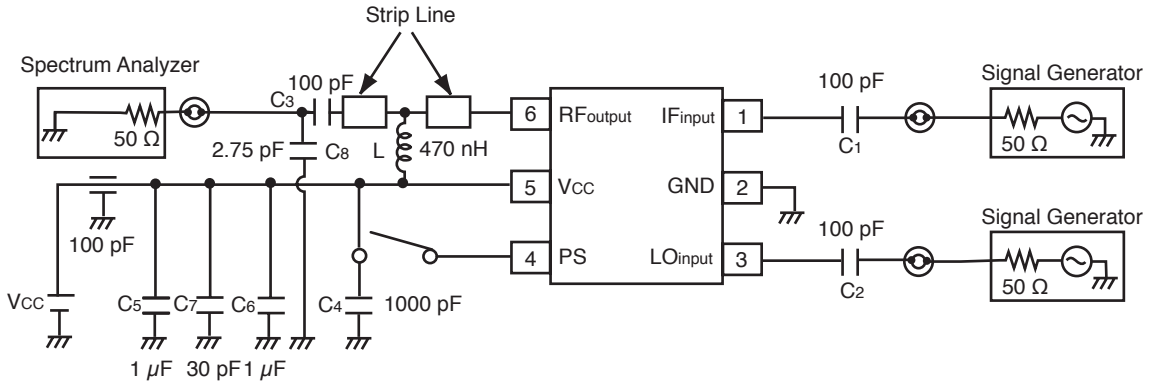 Strip Line
Spectrum Analyzer
100 pF
C3
50 Ω
2.75 pF
C8
L
470 nH
6
RFoutput
IFinput
1
100 pF
C1
Signal Generator
50 Ω
5
VCC
GND
2
100 pF
4
PS
LOinput
3
100 pF
C2
Signal Generator
50 Ω
VCC
C5
C7
C6
C4
1000 pF
1 µF
30 pF
1 µF